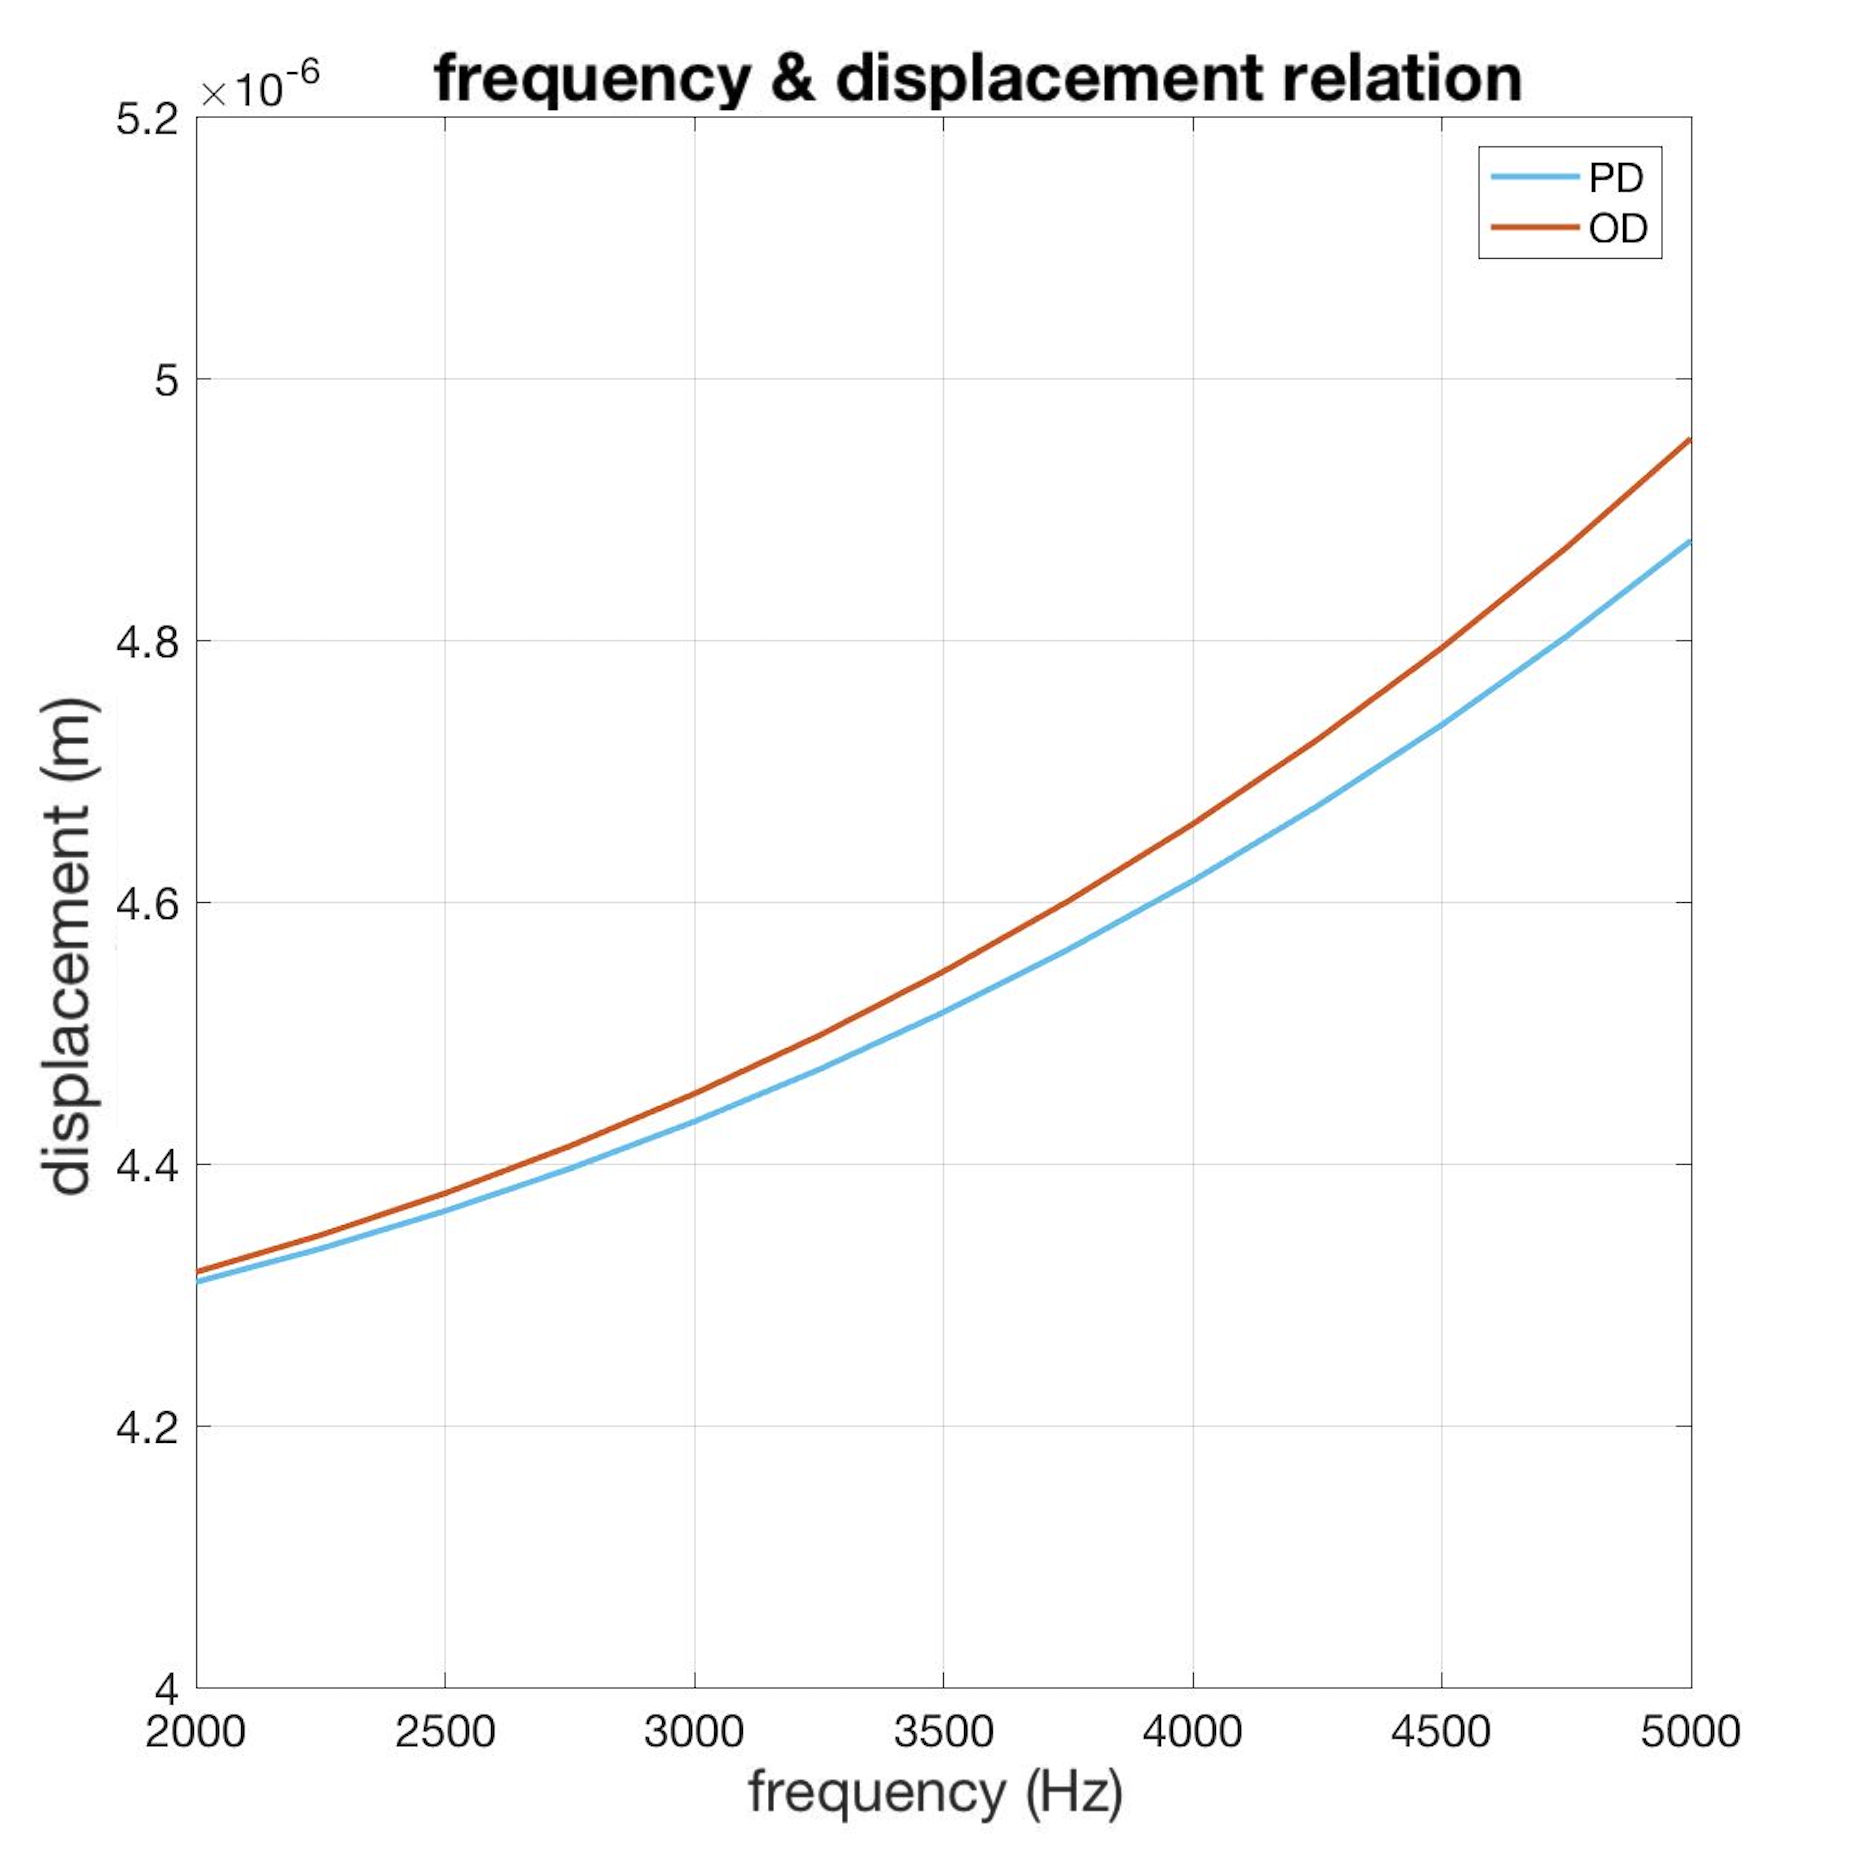 frequency & displacement relation
×10-6
5.2
5
4.8
4.6
4.4
4.2
4
PD
OD
displacement (m)
2000 2500 3000 3500 4000 4500 5000
frequency (Hz)